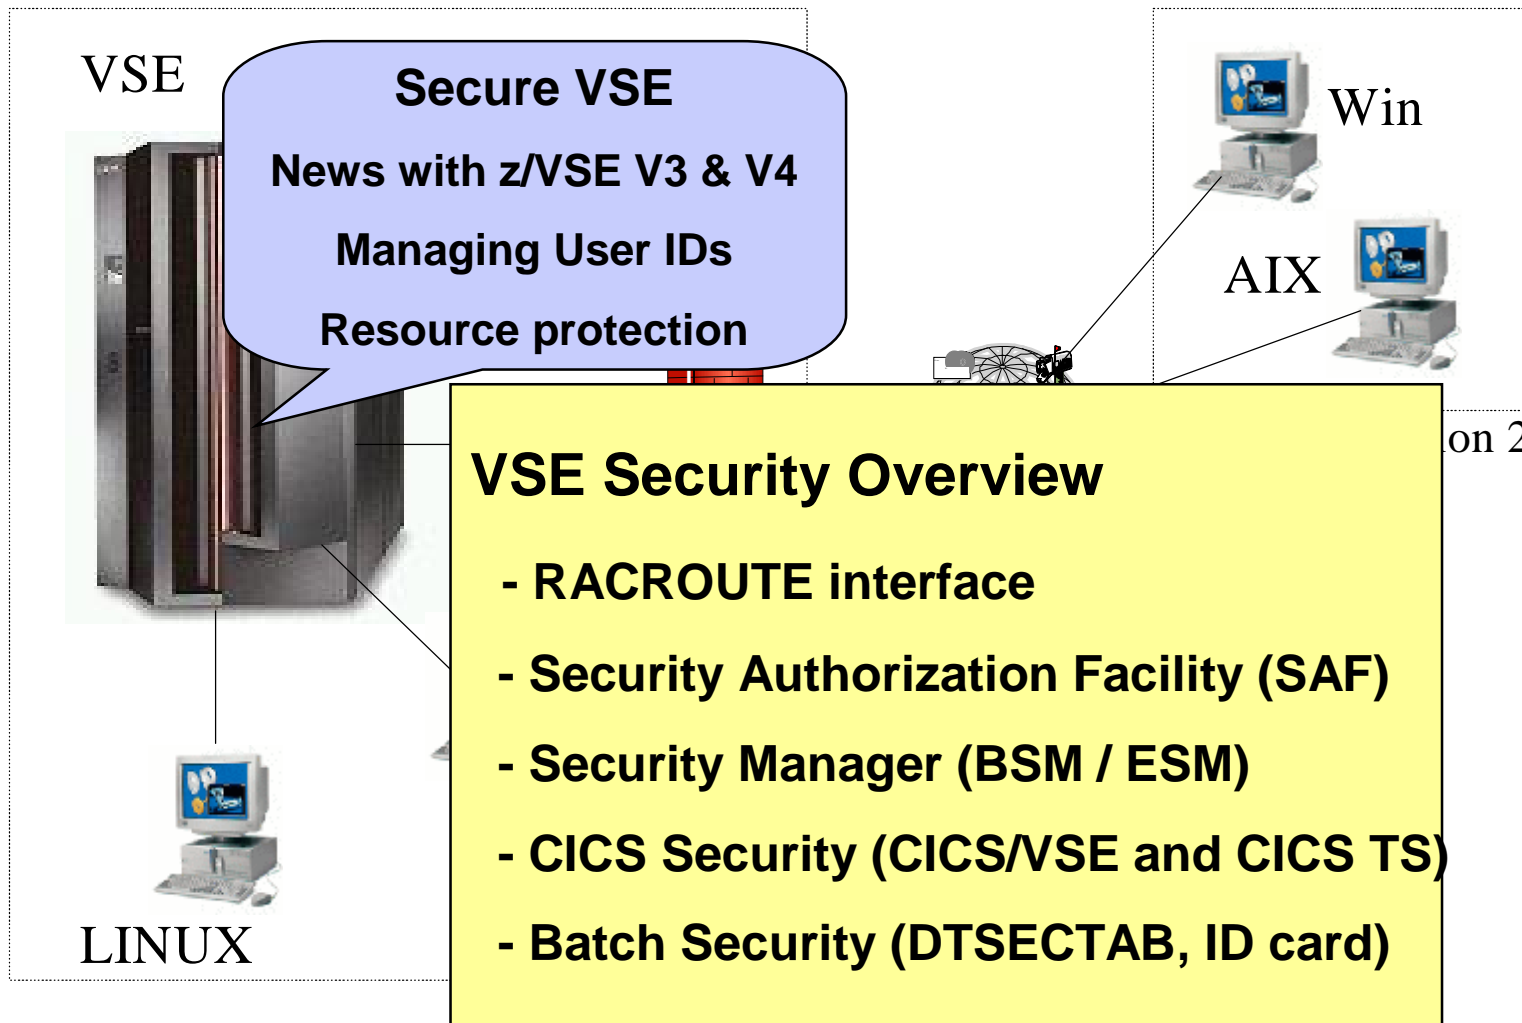 VSE
Secure VSE
News with z/VSE V3 & V4
Managing User IDs
Resource protection
Win
AIX
on 2
VSE Security Overview
- RACROUTE interface
- Security Authorization Facility (SAF)
- Security Manager (BSM / ESM)
- CICS Security (CICS/VSE and CICS TS)
- Batch Security (DTSECTAB, ID card)
LINUX